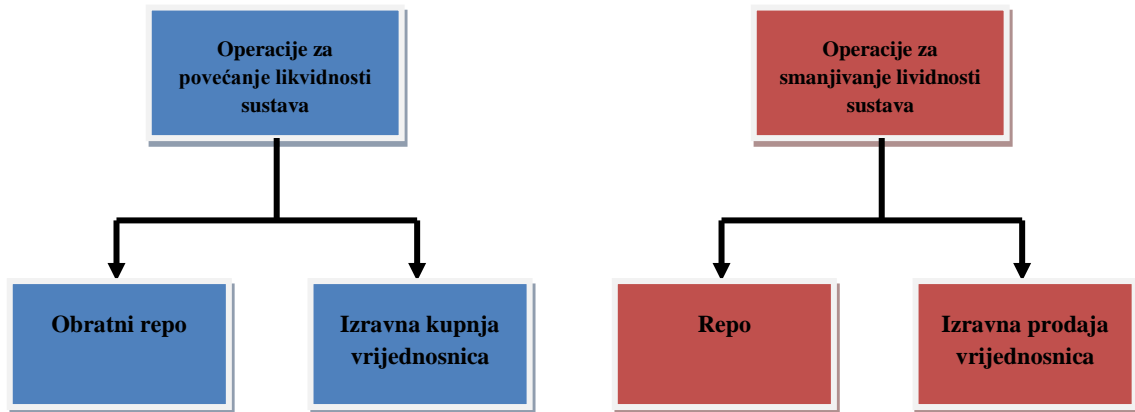 Operacije za
povećanje likvidnosti
sustava
Operacije za
smanjivanje lividnosti
sustava
Obratni repo
Izravna kupnja
vrijednosnica
Repo
Izravna prodaja
vrijednosnica